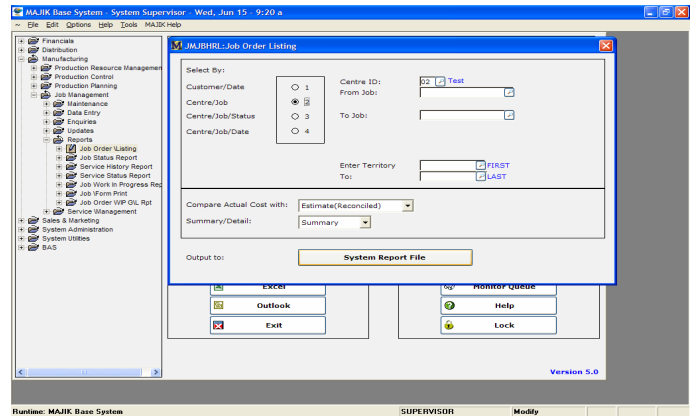 MAJIK Base System - System Supervisor - Wed, Jun 15 - 9:20 a
~ File Edit Options Help Tools MAJIK Help
Financials
Distribution
Manufacturing
Production Resource Managemen
Production Control
Production Planning
Job Management
Maintenance
Data Entry
Enquiries
Updates
Reports
Job Order \Listing
Job Status Report
Service History Report
Service Status Report
Job Work In Progress Rep
Job \Form Print
Job Order WIP G\L Rpt
Service \Management
Sales & Marketing
System Administration
System Utilities
BAS
JMJBHRL:Job Order Listing
Select By:
Customer/Date 1
Centre/Job 2
Centre/Job/Status 3
Centre/Job/Date 4
Centre ID: 02 Test
From Job:
To Job:
Enter Territory FIRST
To: LAST
Compare Actual Cost with: Estimate(Reconciled)
Summary/Detail: Summary
Output to: System Report File
Excel Monitor Queue
Outlook Help
Exit Lock
Version 5.0
Runtime: MAJIK Base System SUPERVISOR Modify